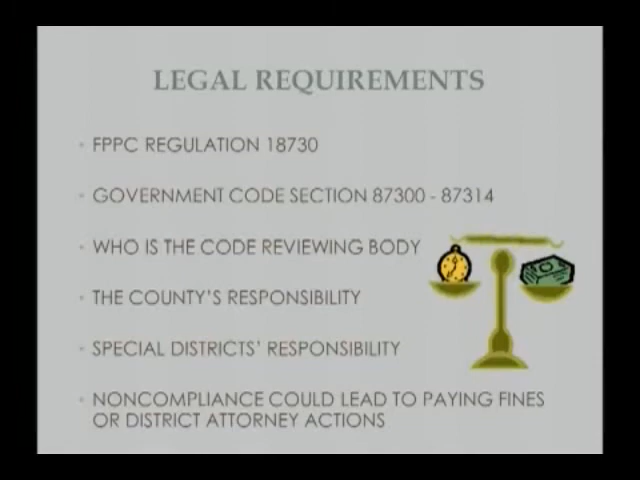 LEGAL REQUIREMENTS
FPPC REGULATION 18730
GOVERNMENT CODE SECTION 87300 - 87314
WHO IS THE CODE REVIEWING BODY
THE COUNTY'S RESPONSIBILITY
SPECIAL DISTRICTS' RESPONSIBILITY
NONCOMPLIANCE COULD LEAD TO PAYING FINES
OR DISTRICT ATTORNEY ACTIONS